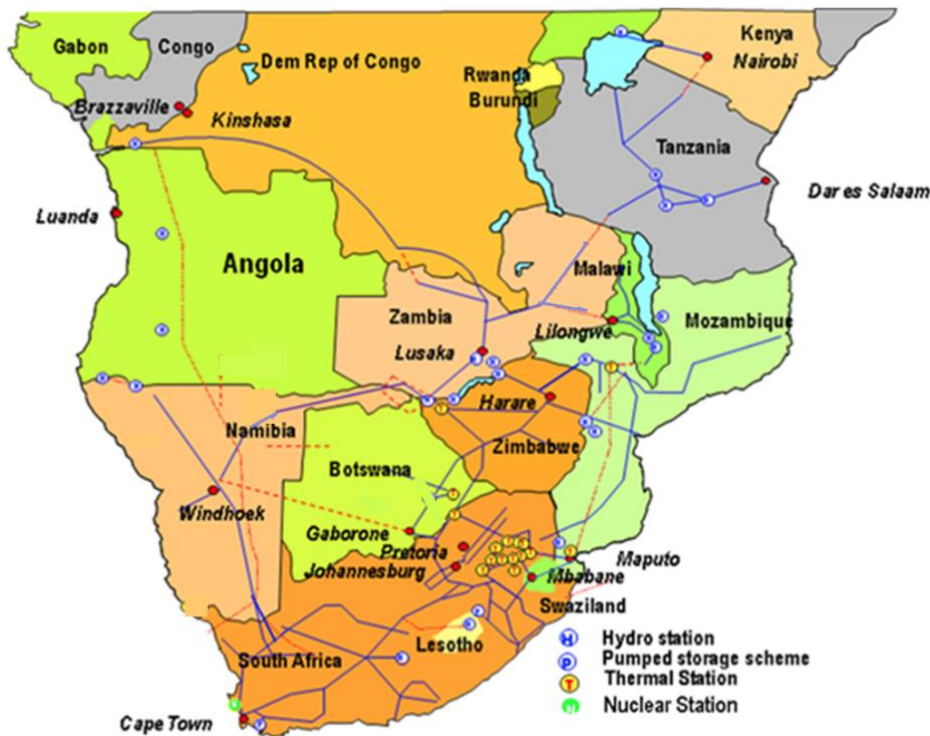 Gabon
Congo
Kenya
Nairobi
Dem Rep of Congo
Rwanda
Burundi
Brazzaville
Kinshasa
Tanzania
Dar es Salaam
Luanda
Angola
Malawi
Zambia
Lilongwe
Mozambique
Lusaka
Harare
Namibia
Zimbabwe
Botswana
Windhoek
Gaborone
Pretoria
Johannesburg
Maputo
Mbabane
Swaziland
Lesotho
South Africa
Cape Town
H Hydro station
P Pumped storage scheme
T Thermal Station
N Nuclear Station